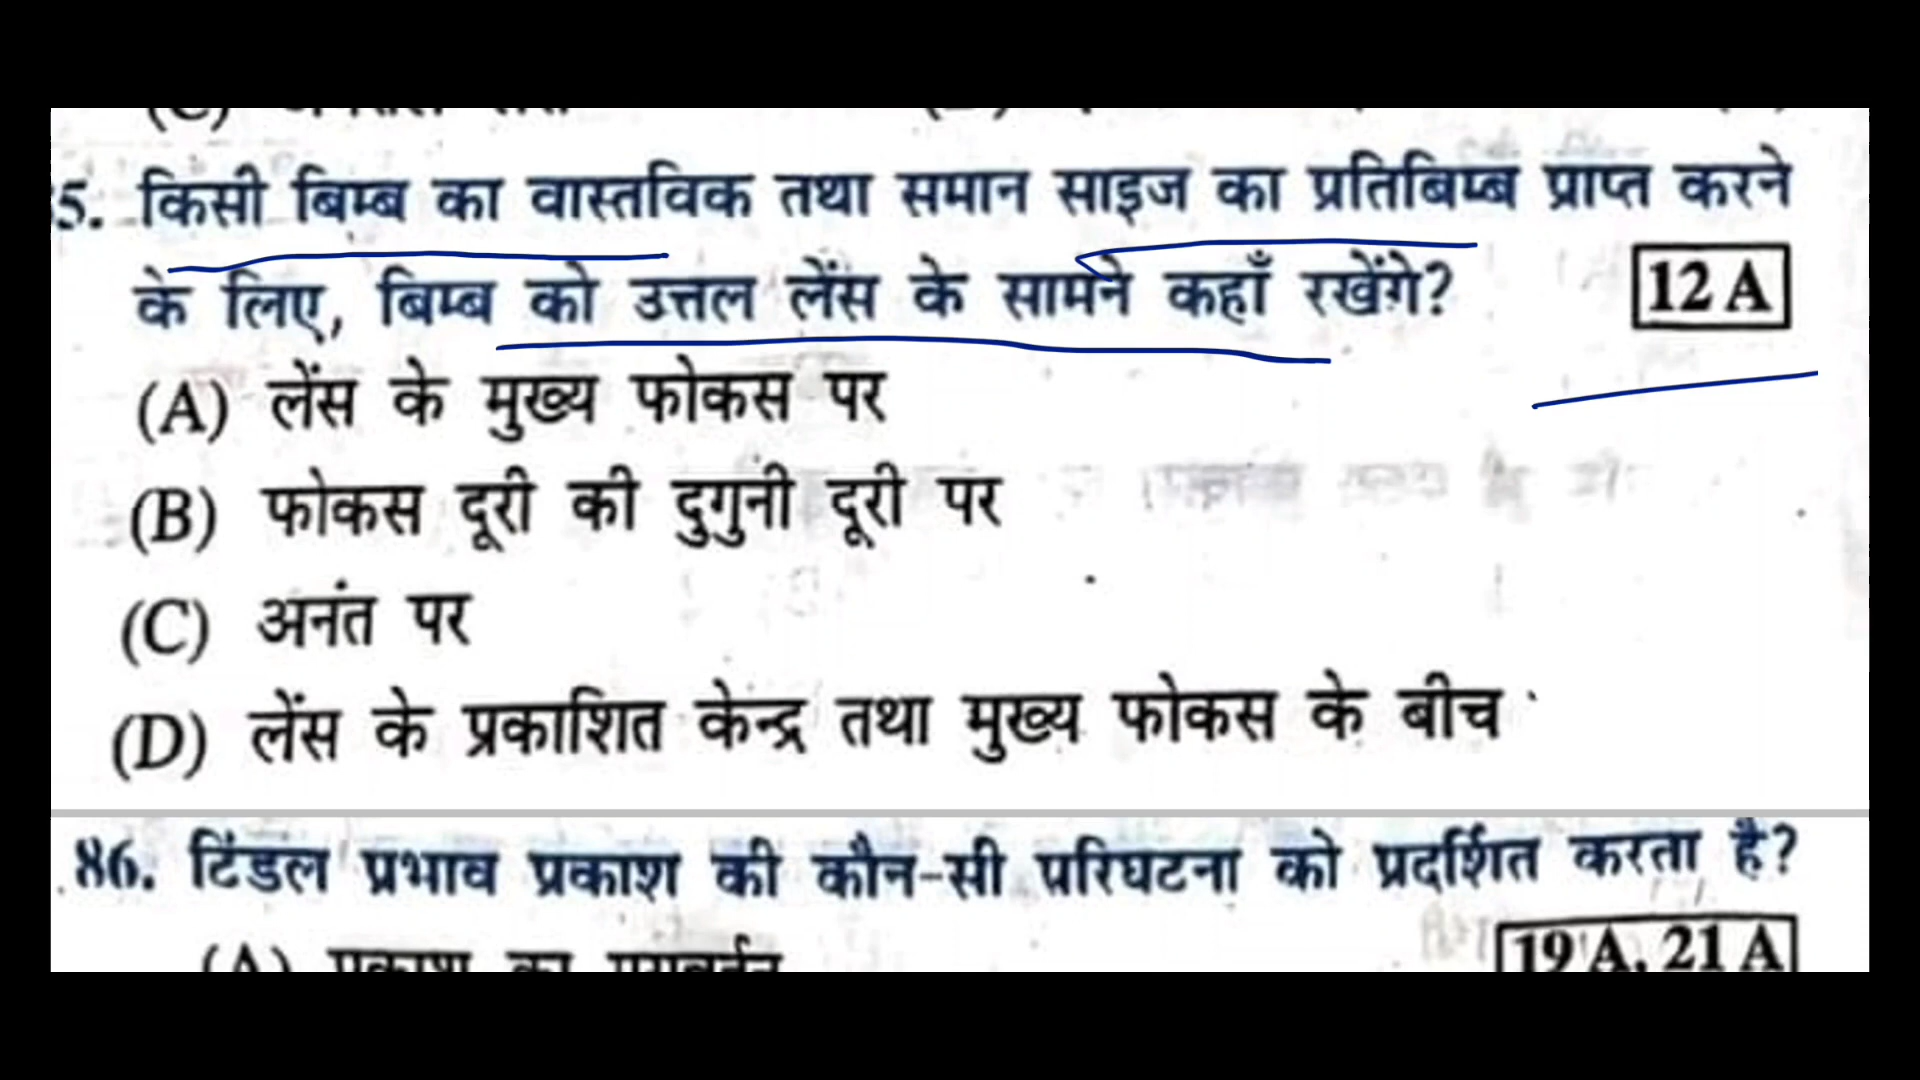 5. किसी बिम्ब का वास्तविक तथा समान साइज का प्रतिबिम्ब प्राप्त करने
के लिए, बिम्ब को उत्तल लेंस के सामने कहाँ रखेंगे? 12 A
(A) लेंस के मुख्य फोकस पर
(B) फोकस दूरी की दुगुनी दूरी पर
(C) अनंत पर
(D) लेंस के प्रकाशित केन्द्र तथा मुख्य फोकस के बीच
86. टिंडल प्रभाव प्रकाश की कौन-सी परिघटना को प्रदर्शित करता है?
19 A, 21 A
(A) प्रकाश का